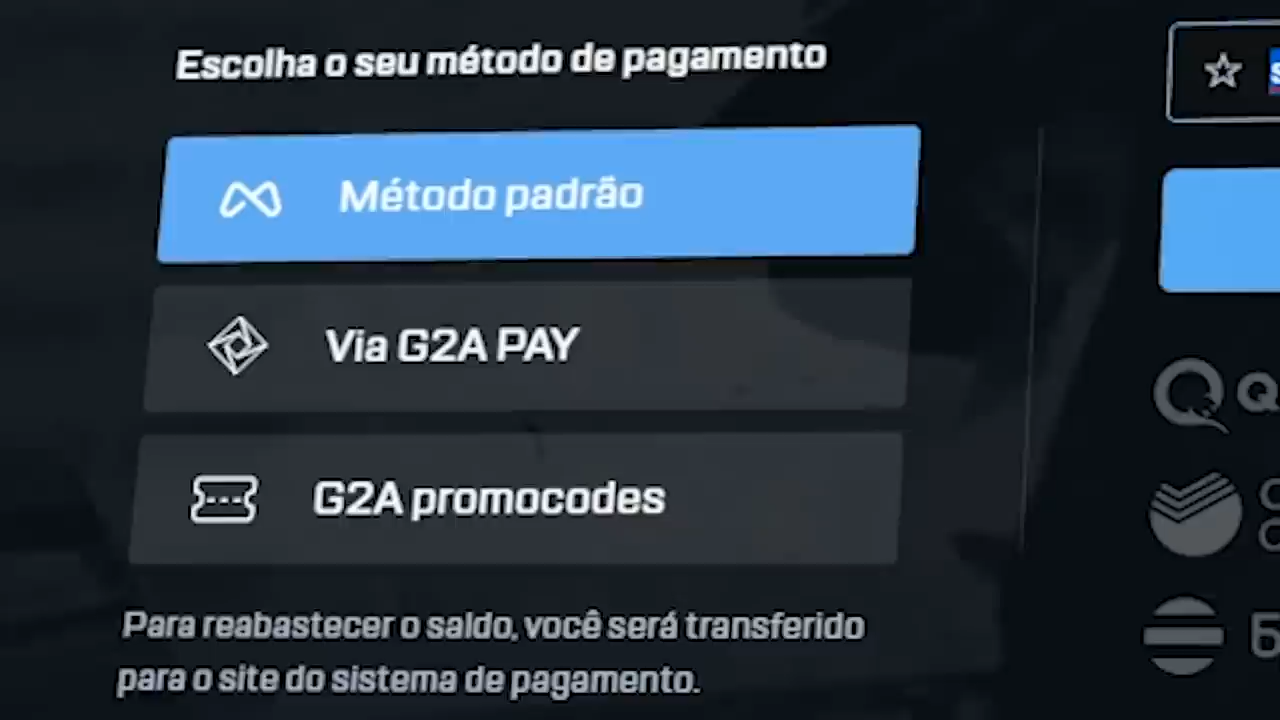 Escolha o seu método de pagamento
Método padrão
Via G2A PAY
G2A promocodes
Para reabastecer o saldo, você será transferido
para o site do sistema de pagamento.